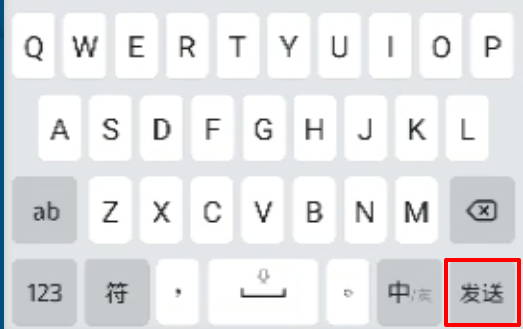 Q W E R T Y U I O P
A S D F G H J K L
ab Z X C V B N M
123 符 , 。 中/英 发送